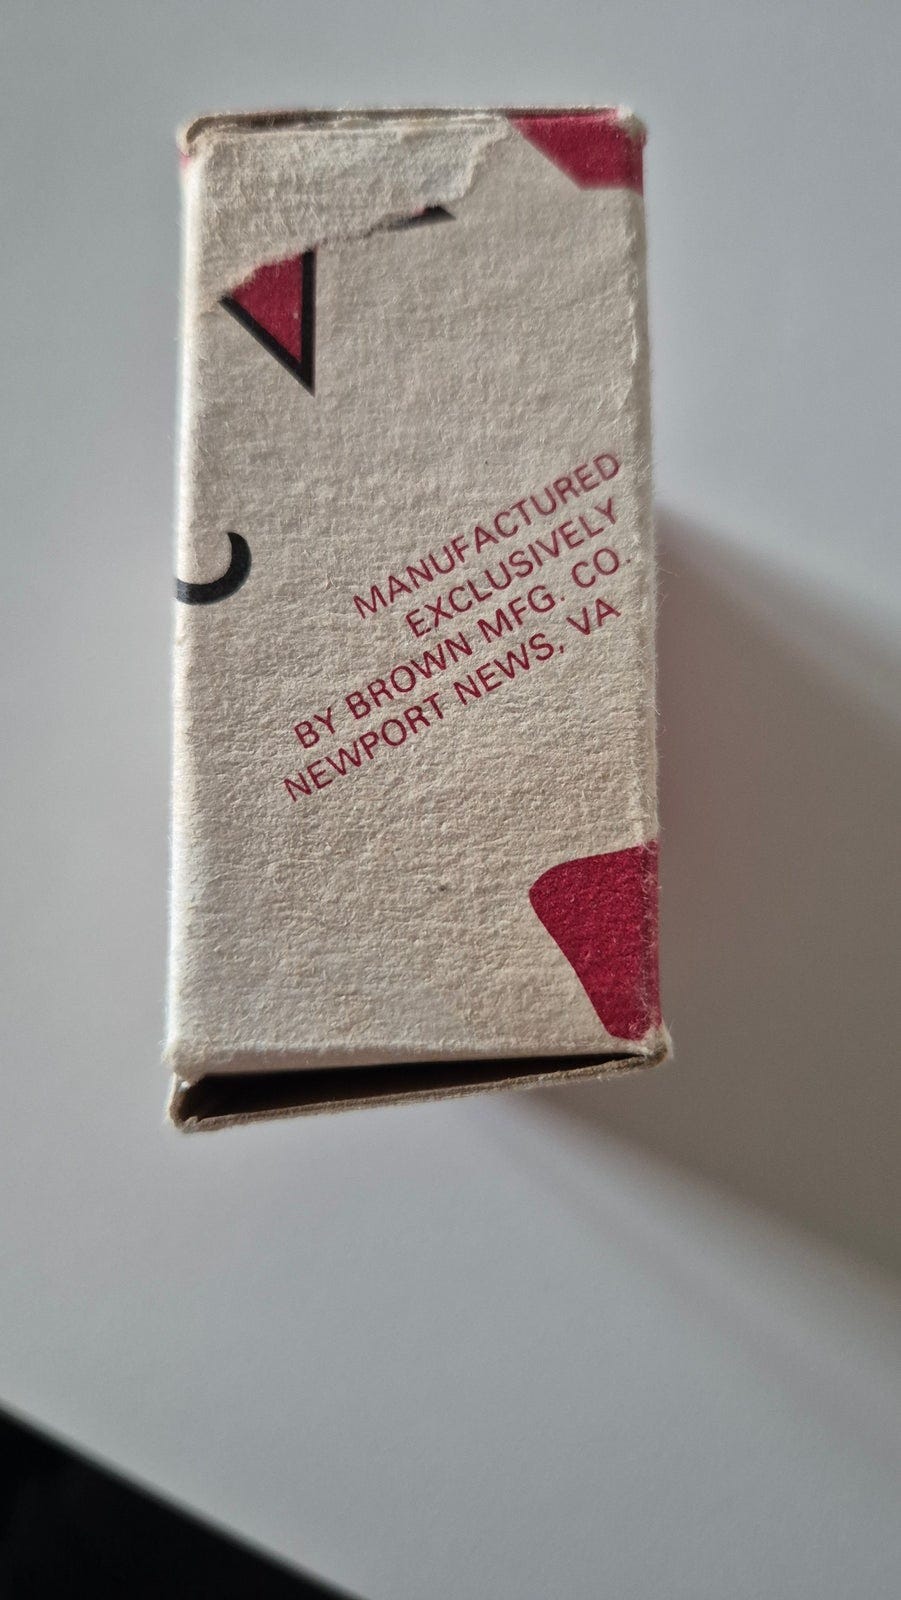 MANUFACTURED
EXCLUSIVELY
BY BROWN MFG. CO.
NEWPORT NEWS, VA